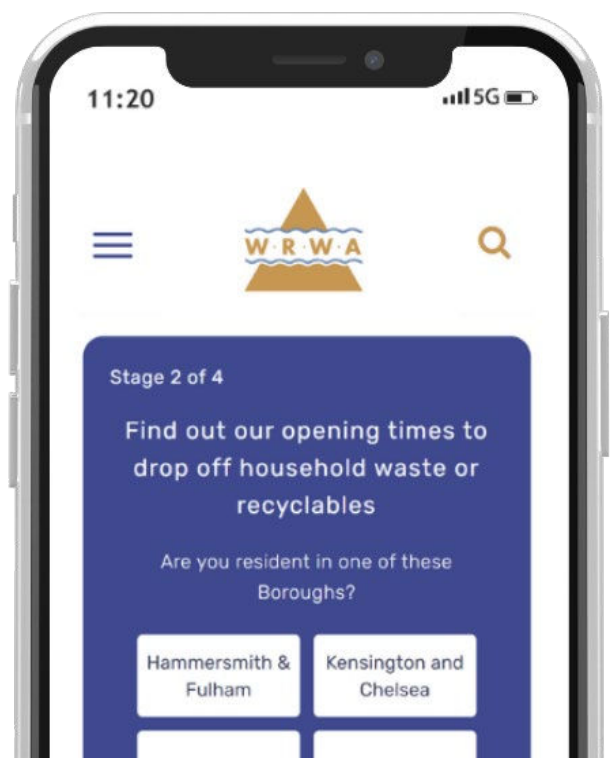 11:20
5G
W·R·W·A
Stage 2 of 4
Find out our opening times to
drop off household waste or
recyclables
Are you resident in one of these
Boroughs?
Hammersmith &
Fulham
Kensington and
Chelsea